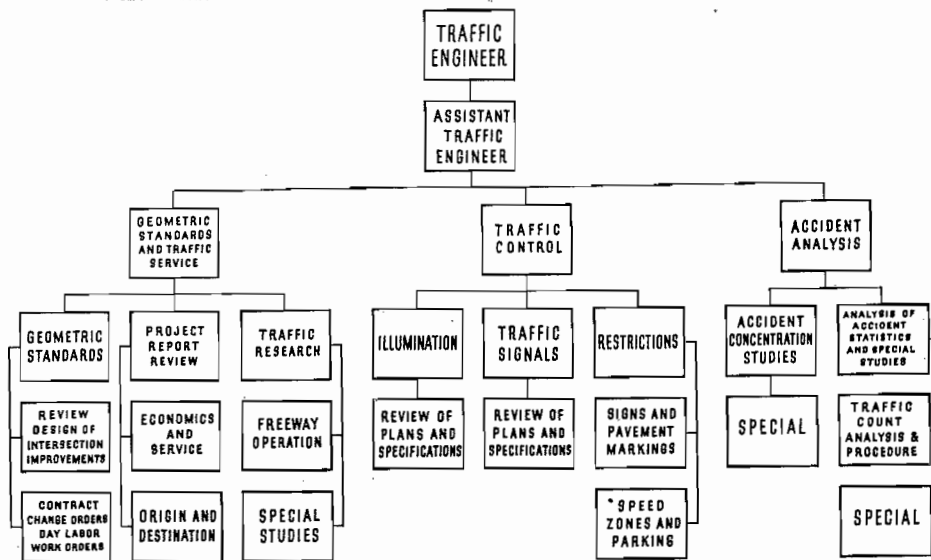 TRAFFIC
ENGINEER
ASSISTANT
TRAFFIC
ENGINEER
GEOMETRIC
STANDARDS
AND TRAFFIC
SERVICE
TRAFFIC
CONTROL
ACCIDENT
ANALYSIS
GEOMETRIC
STANDARDS
PROJECT
REPORT
REVIEW
TRAFFIC
RESEARCH
ILLUMINATION
TRAFFIC
SIGNALS
RESTRICTIONS
ACCIDENT
CONCENTRATION
STUDIES
ANALYSIS OF
ACCIDENT
STATISTICS
AND SPECIAL
STUDIES
REVIEW
DESIGN OF
INTERSECTION
IMPROVEMENTS
ECONOMICS
AND
SERVICE
FREEWAY
OPERATION
REVIEW OF
PLANS AND
SPECIFICATIONS
REVIEW OF
PLANS AND
SPECIFICATIONS
SIGNS AND
PAVEMENT
MARKINGS
SPECIAL
TRAFFIC
COUNT
ANALYSIS &
PROCEDURE
CONTRACT
CHANGE ORDERS
DAY LABOR
WORK ORDERS
ORIGIN AND
DESTINATION
SPECIAL
STUDIES
SPEED
ZONES AND
PARKING
SPECIAL